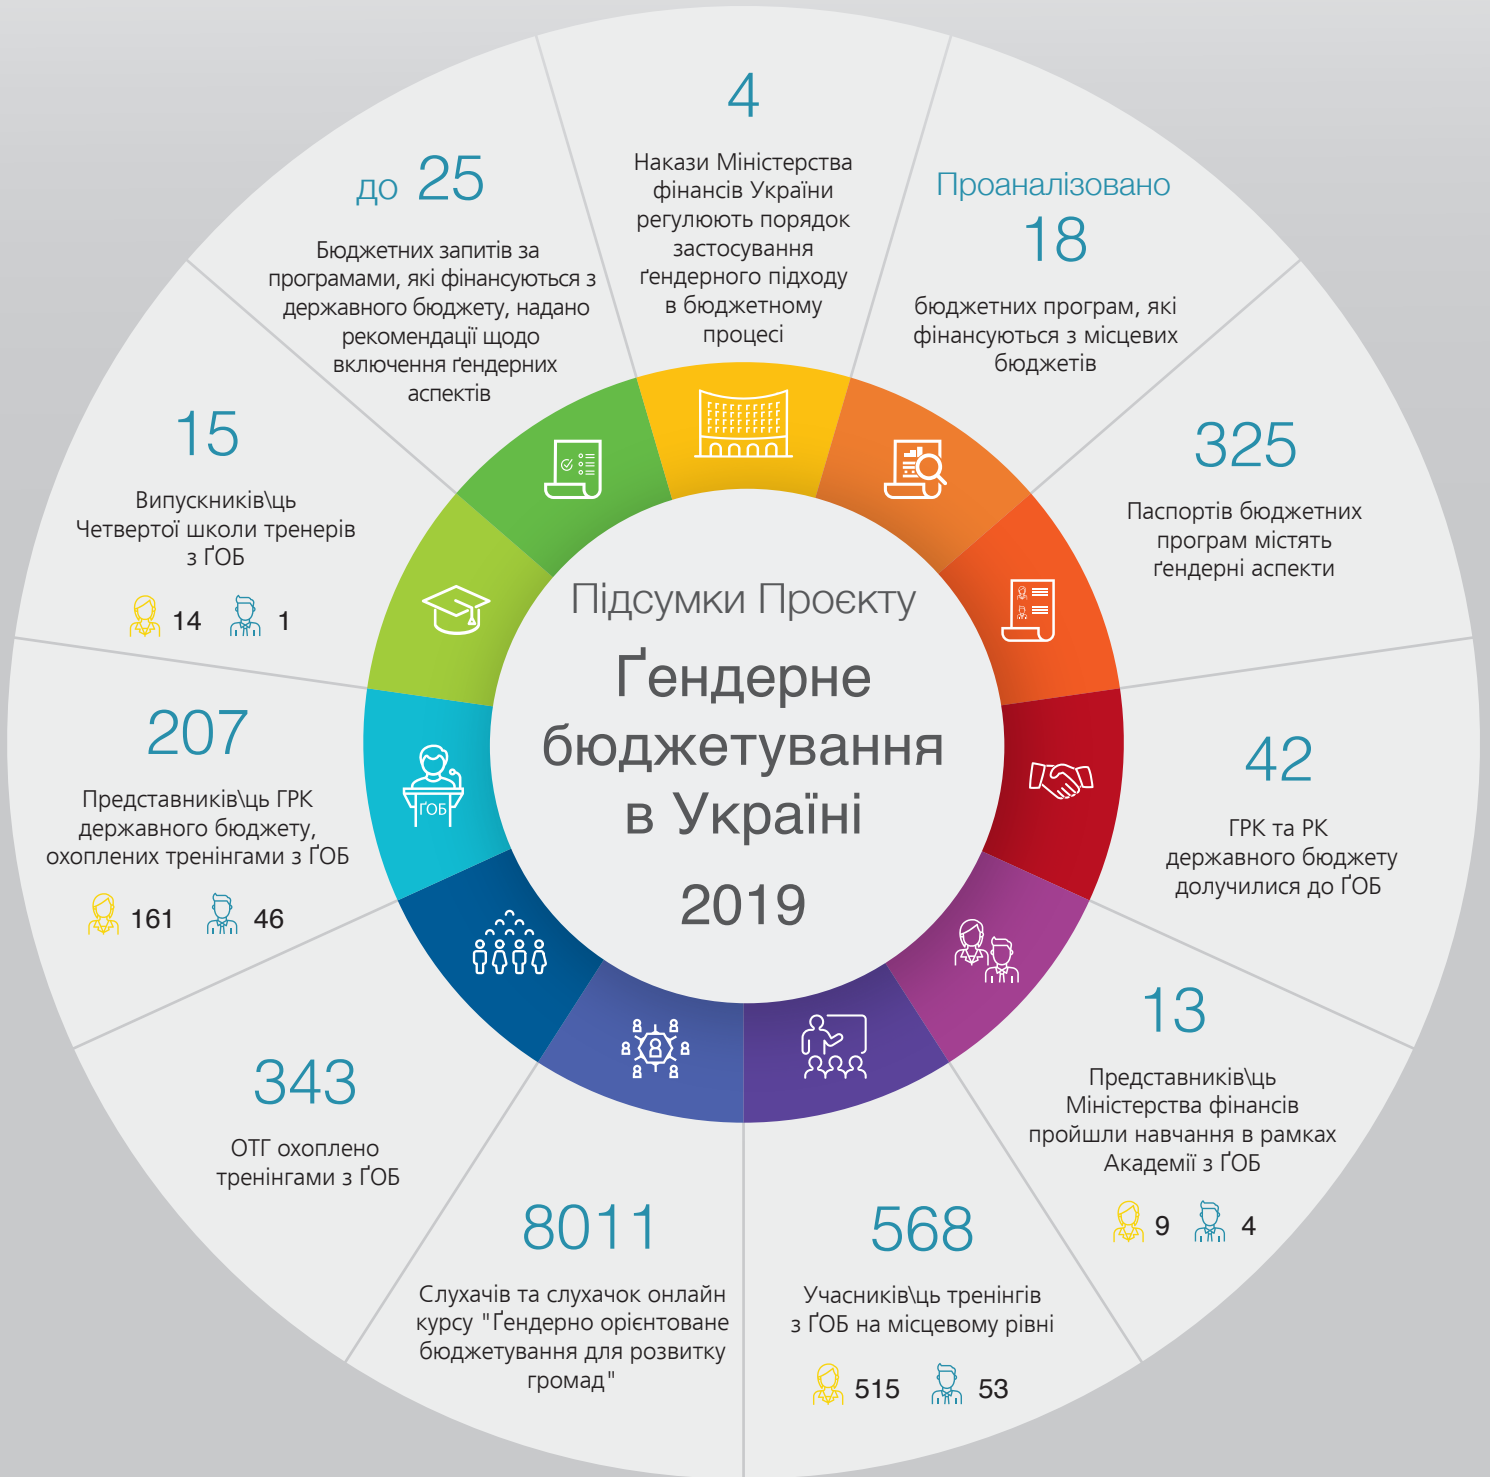 Підсумки Проєкту
Ґендерне
бюджетування
в Україні
2019
4
Накази Міністерства
фінансів України
регулюють порядок
застосування
ґендерного підходу
в бюджетному
процесі
Проаналізовано
18
бюджетних програм, які
фінансуються з місцевих
бюджетів
325
Паспортів бюджетних
програм містять
ґендерні аспекти
42
ГРК та РК
державного бюджету
долучилися до ҐОБ
13
Представників\ць
Міністерства фінансів
пройшли навчання в рамках
Академії з ҐОБ
9 4
568
Учасників\ць тренінгів
з ҐОБ на місцевому рівні
515 53
8011
Слухачів та слухачок онлайн
курсу "Ґендерно орієнтоване
бюджетування для розвитку
громад"
343
ОТГ охоплено
тренінгами з ҐОБ
207
Представників\ць ГРК
державного бюджету,
охоплених тренінгами з ҐОБ
161 46
ҐОБ
15
Випускників\ць
Четвертої школи тренерів
з ҐОБ
14 1
до 25
Бюджетних запитів за
програмами, які фінансуються з
державного бюджету, надано
рекомендації щодо
включення ґендерних
аспектів